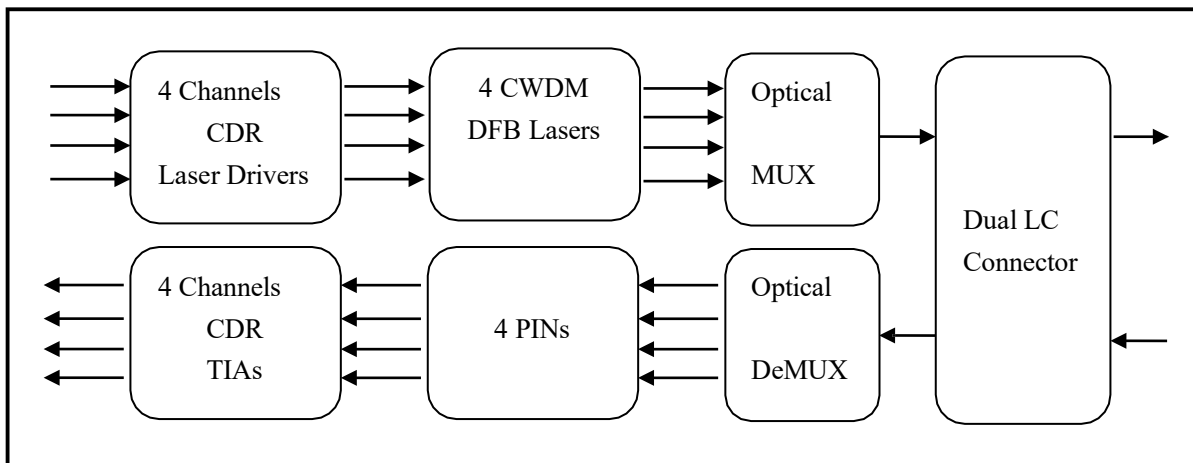 4 Channels
CDR
Laser Drivers
4 CWDM
DFB Lasers
Optical
MUX
Dual LC
Connector
4 Channels
CDR
TIAs
4 PINs
Optical
DeMUX